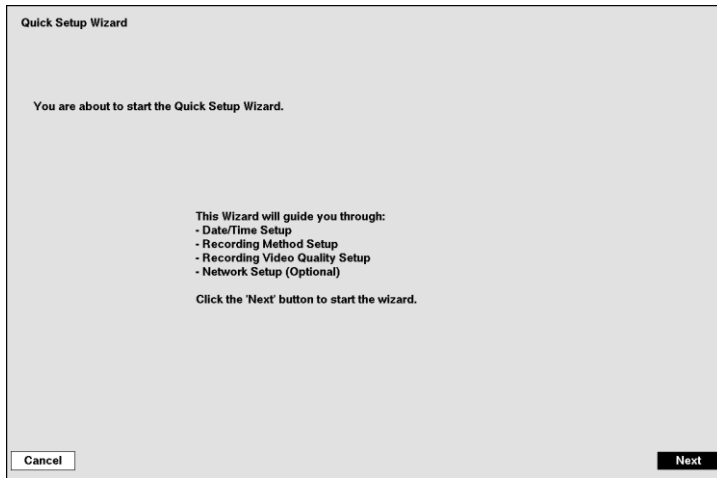 Quick Setup Wizard
You are about to start the Quick Setup Wizard.
This Wizard will guide you through:
- Date/Time Setup
- Recording Method Setup
- Recording Video Quality Setup
- Network Setup (Optional)
Click the 'Next' button to start the wizard.
Cancel
Next